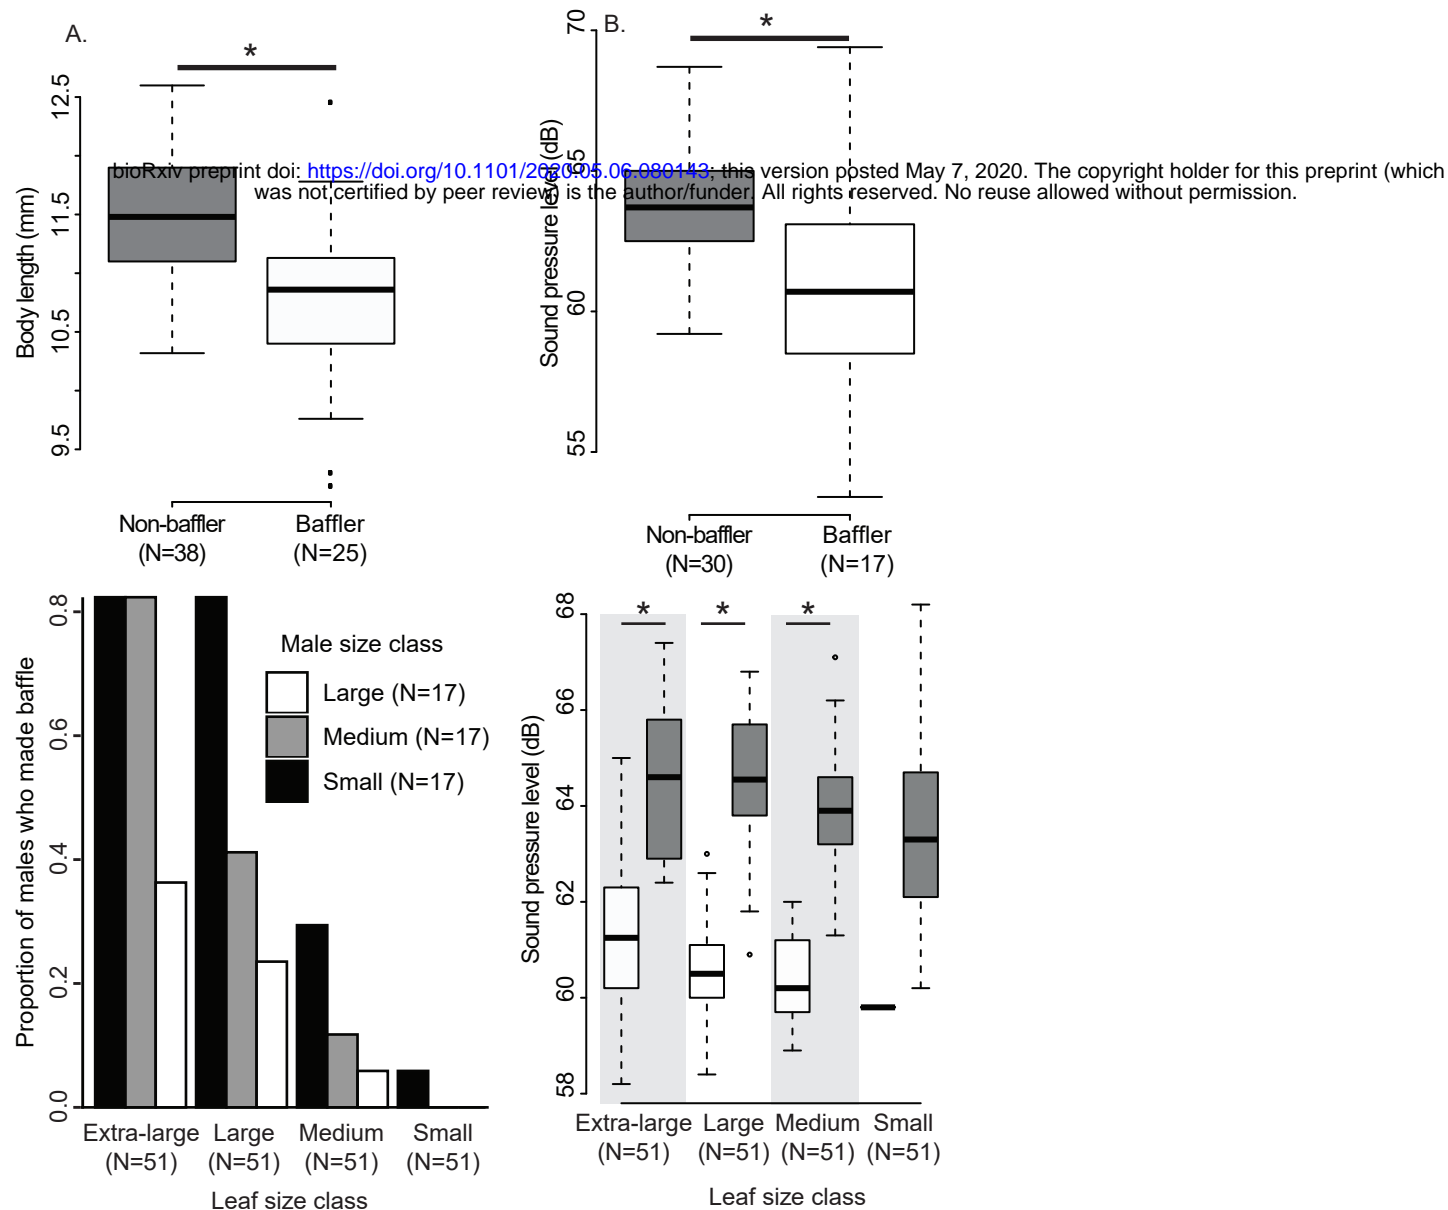 A.
*
12.5
11.5
10.5
9.5
Body length (mm)
Non-baffler
(N=38)
Baffler
(N=25)
B.
*
70
65
60
55
Sound pressure level (dB)
Non-baffler
(N=30)
Baffler
(N=17)
bioRxiv preprint doi: https://doi.org/10.1101/2020.05.06.080143; this version posted May 7, 2020. The copyright holder for this preprint (which
was not certified by peer review) is the author/funder. All rights reserved. No reuse allowed without permission.
0.8
0.6
0.4
0.2
0.0
Proportion of males who made baffle
Male size class
Large (N=17)
Medium (N=17)
Small (N=17)
Extra-large
(N=51)
Large
(N=51)
Medium
(N=51)
Small
(N=51)
Leaf size class
* * *
68
66
64
62
60
58
Sound pressure level (dB)
Extra-large
(N=51)
Large
(N=51)
Medium
(N=51)
Small
(N=51)
Leaf size class